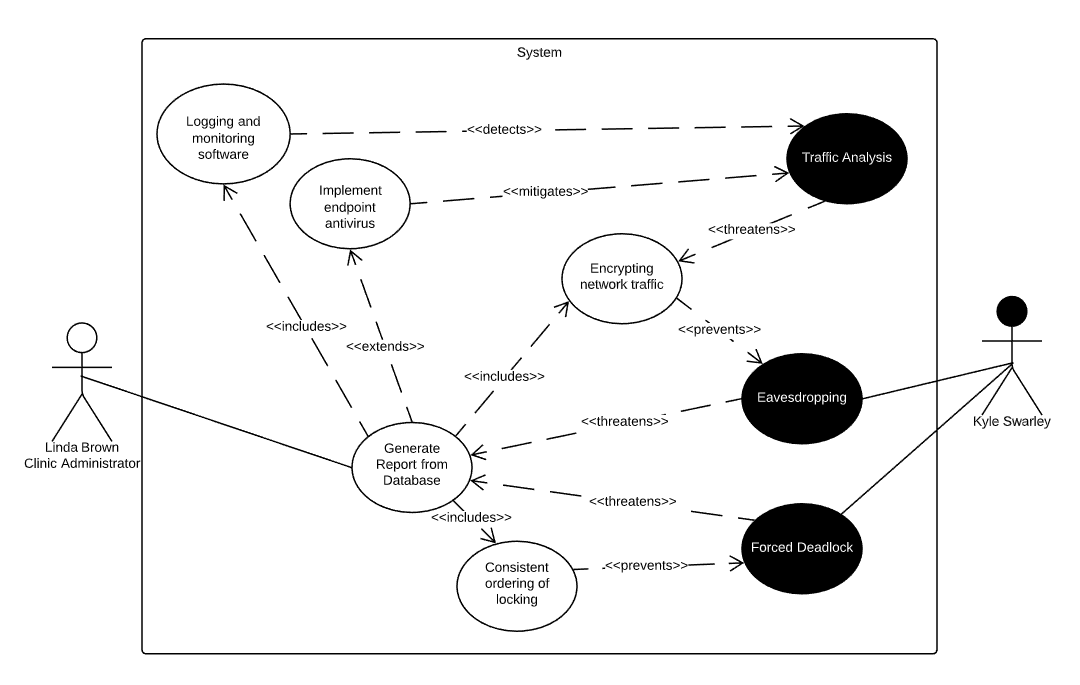 System
Logging and
monitoring
software
<<detects>>
Traffic Analysis
Implement
endpoint
antivirus
<<mitigates>>
<<threatens>>
Encrypting
network traffic
<<includes>>
<<extends>>
<<prevents>>
<<includes>>
Eavesdropping
<<threatens>>
Kyle Swarley
Linda Brown
Clinic Administrator
Generate
Report from
Database
<<threatens>>
<<includes>>
Forced Deadlock
Consistent
ordering of
locking
<<prevents>>